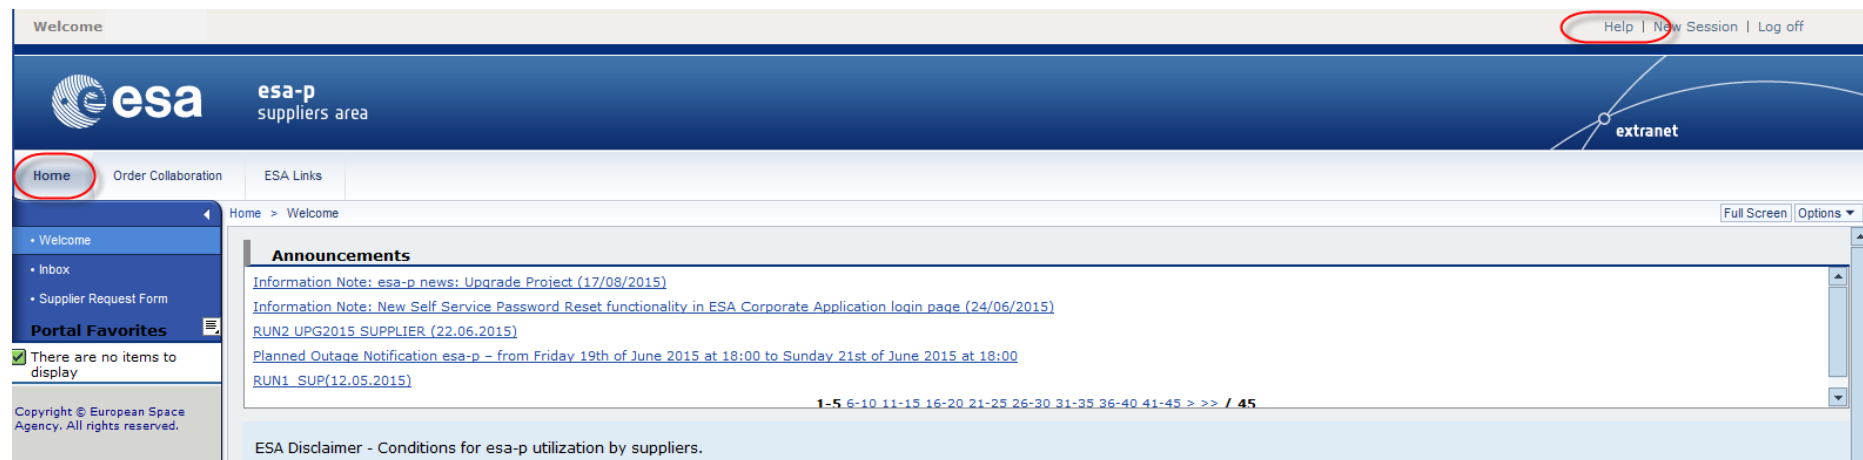 Welcome
Help | New Session | Log off
esa
esa-p
suppliers area
extranet
Home
Order Collaboration
ESA Links
Home > Welcome
Full Screen
Options
• Welcome
• Inbox
• Supplier Request Form
Portal Favorites
There are no items to
display
Copyright © European Space
Agency. All rights reserved.
Announcements
Information Note: esa-p news: Upgrade Project (17/08/2015)
Information Note: New Self Service Password Reset functionality in ESA Corporate Application login page (24/06/2015)
RUN2 UPG2015 SUPPLIER (22.06.2015)
Planned Outage Notification esa-p – from Friday 19th of June 2015 at 18:00 to Sunday 21st of June 2015 at 18:00
RUN1_SUP(12.05.2015)
1-5 6-10 11-15 16-20 21-25 26-30 31-35 36-40 41-45 > >> / 45
ESA Disclaimer - Conditions for esa-p utilization by suppliers.